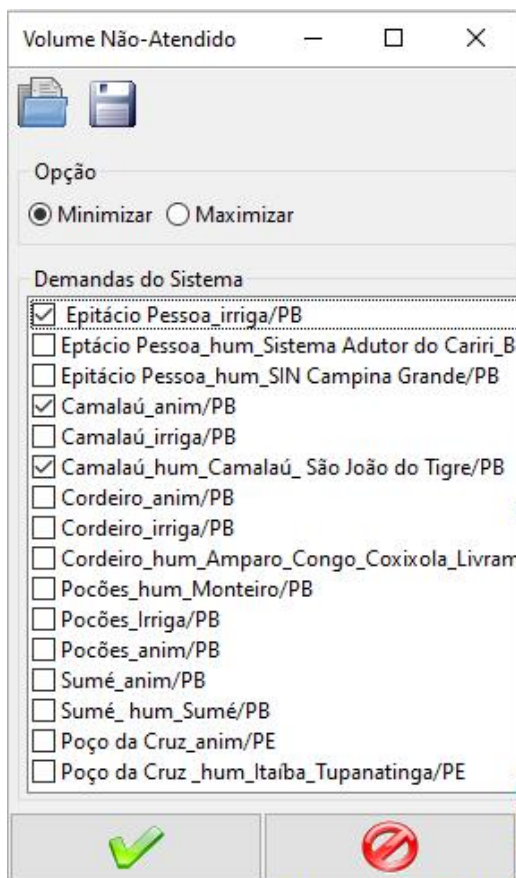 Volume Não-Atendido
Opção
Minimizar Maximizar
Demandas do Sistema
Epitácio Pessoa_irriga/PB
Eptácio Pessoa_hum_Sistema Adutor do Cariri_B
Epitácio Pessoa_hum_SIN Campina Grande/PB
Camalaú_anim/PB
Camalaú_irriga/PB
Camalaú_hum_Camalaú_ São João do Tigre/PB
Cordeiro_anim/PB
Cordeiro_irriga/PB
Cordeiro_hum_Amparo_Congo_Coxixola_Livram
Pocões_hum_Monteiro/PB
Pocões_Irriga/PB
Pocões_anim/PB
Sumé_anim/PB
Sumé_ hum_Sumé/PB
Poço da Cruz_anim/PE
Poço da Cruz _hum_Itaíba_Tupanatinga/PE